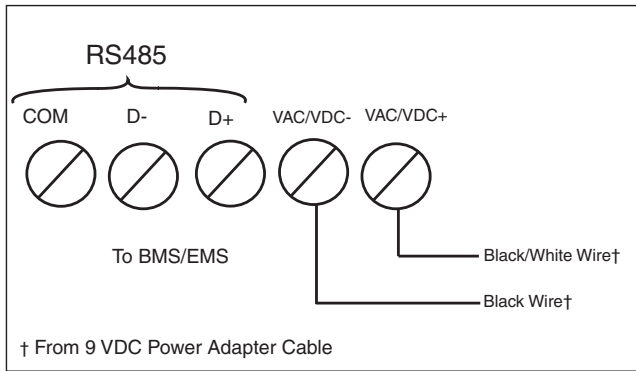 RS485
COM D- D+ VAC/VDC- VAC/VDC+
To BMS/EMS
Black/White Wire†
Black Wire†
† From 9 VDC Power Adapter Cable